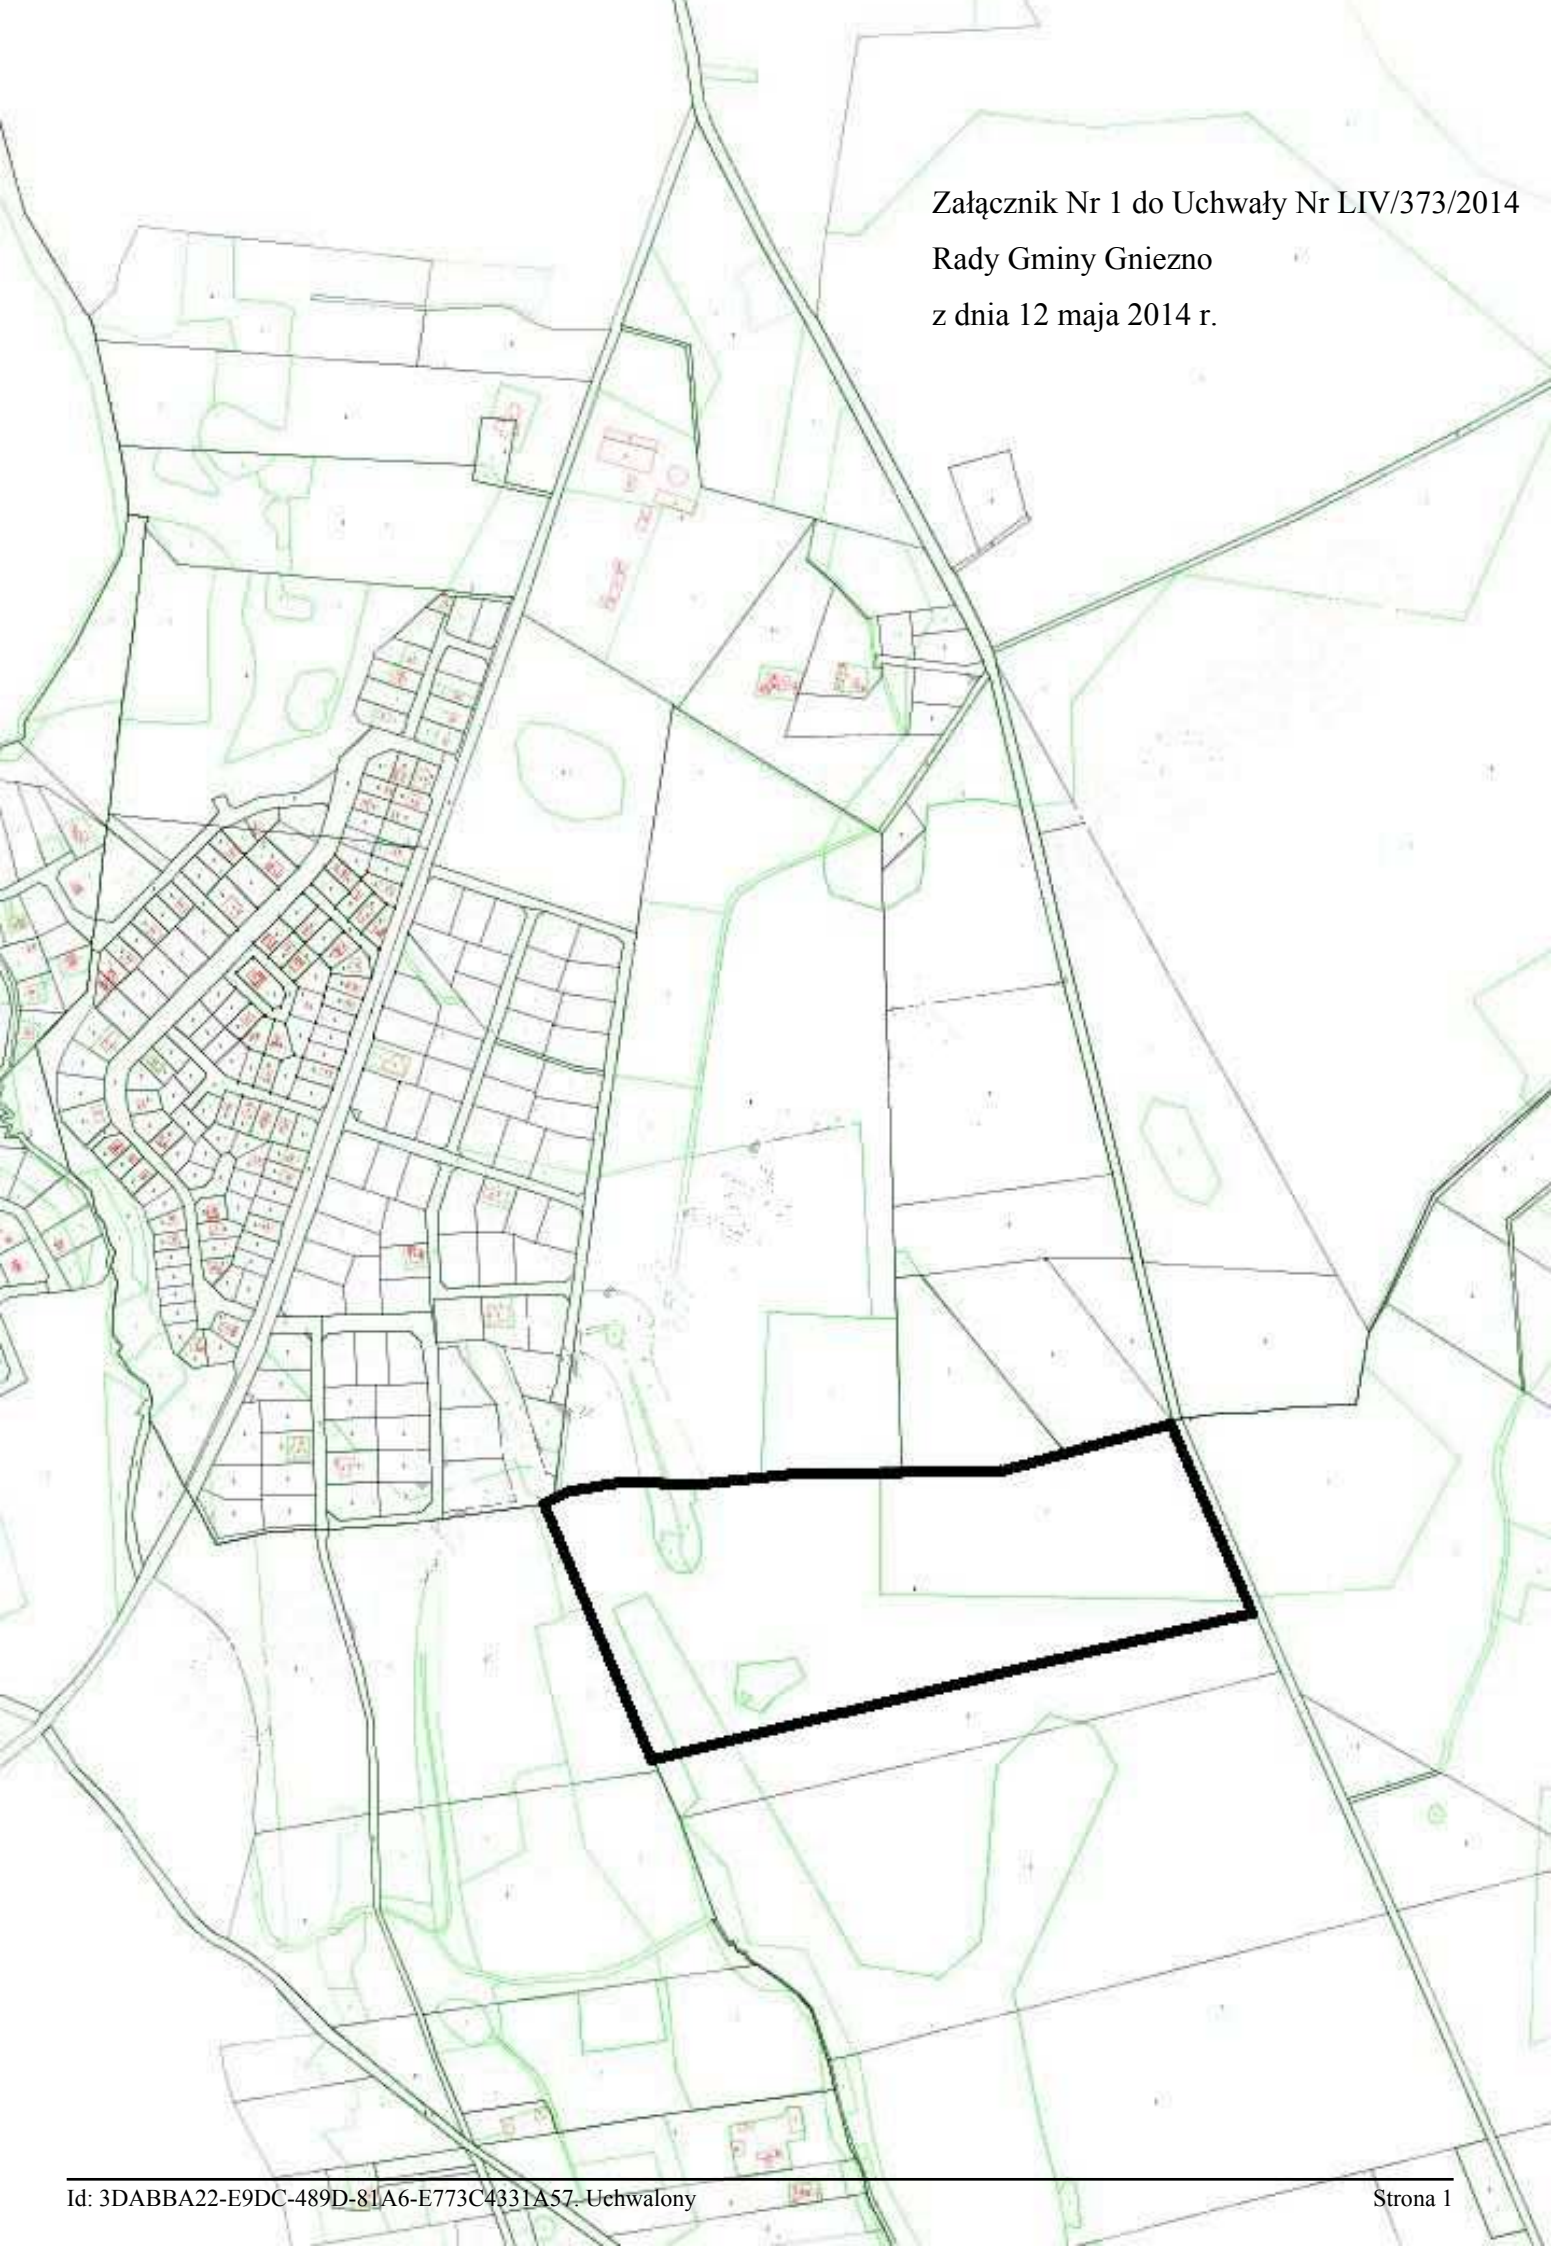 Załącznik Nr 1 do Uchwały Nr LIV/373/2014
Rady Gminy Gniezno
z dnia 12 maja 2014 r.
Id: 3DABBA22-E9DC-489D-81A6-E773C4331A57. Uchwalony
Strona 1